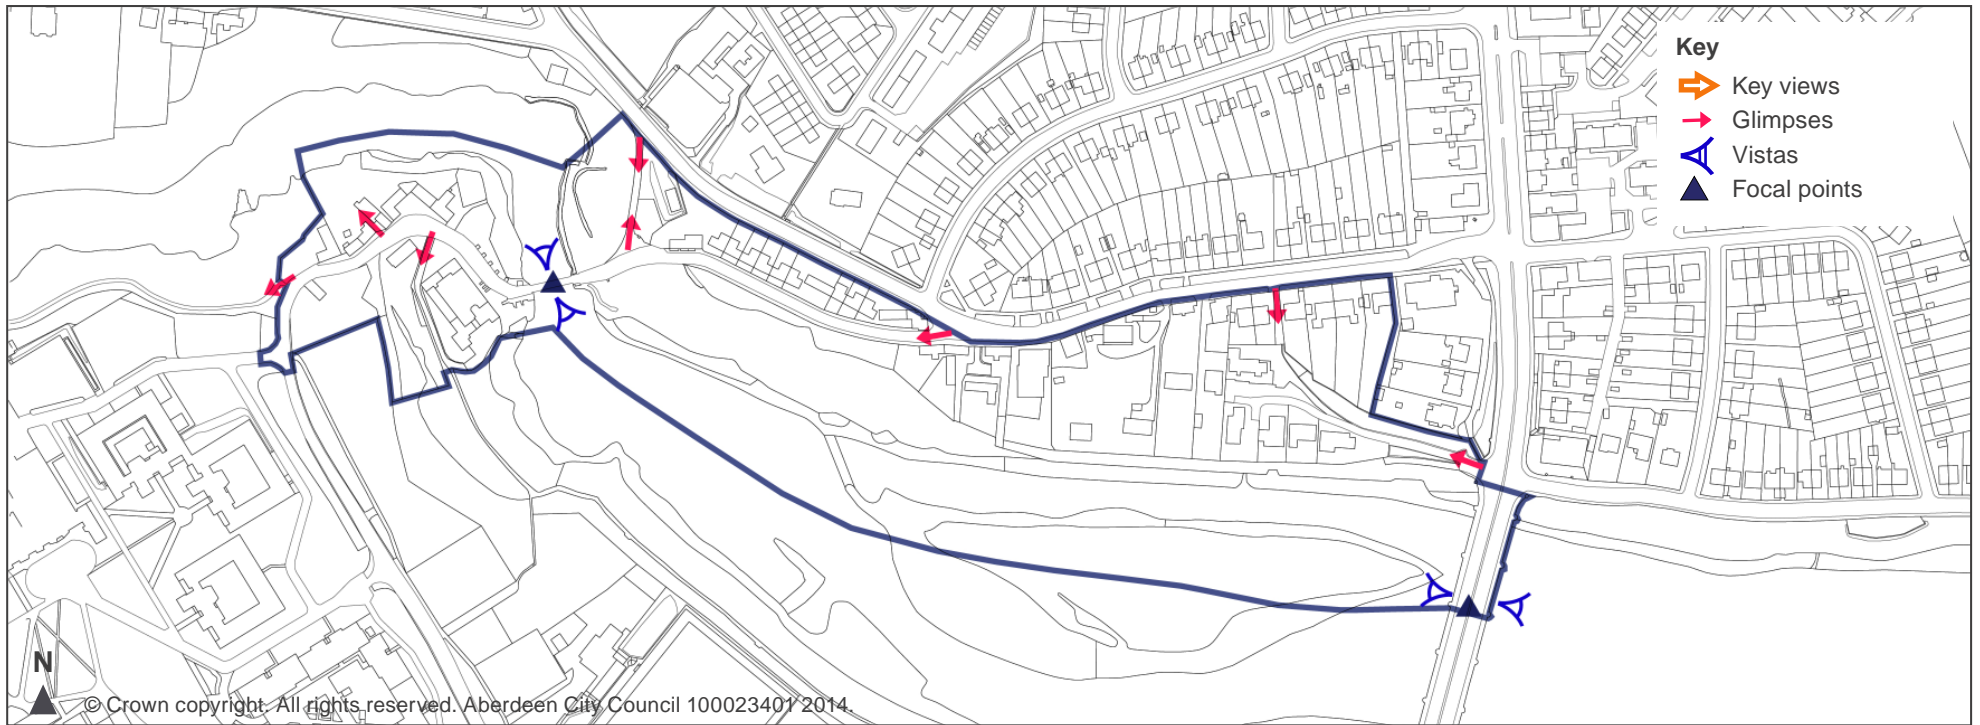 Key
Key views
Glimpses
Vistas
Focal points
N
© Crown copyright. All rights reserved. Aberdeen City Council 100023401 2014.